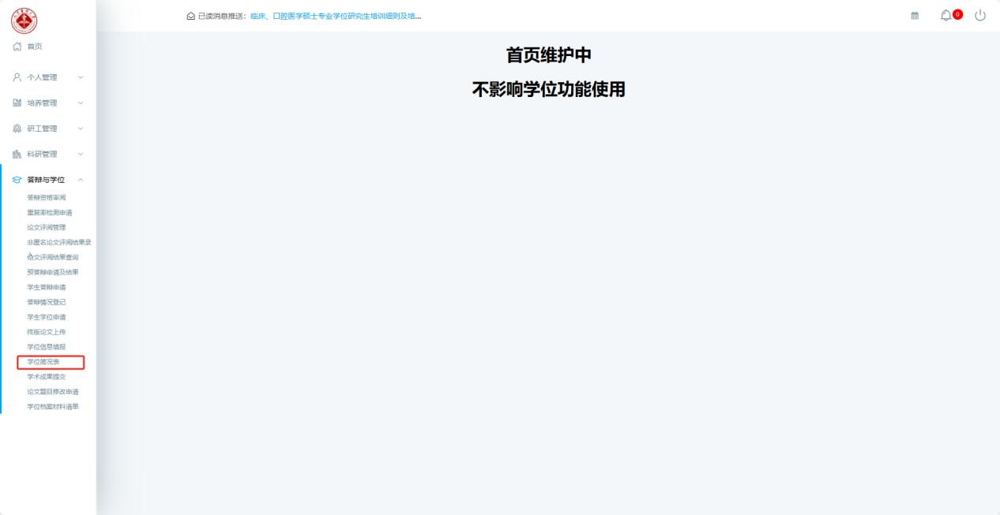 已读消息推送：临床、口腔医学硕士专业学位研究生培训细则及培...
0
首页
个人管理
培养管理
研工管理
科研管理
答辩与学位
答辩资格审阅
重复率检测申请
论文评阅管理
非匿名论文评阅结果录
论文评阅结果查询
预答辩申请及结果
学生答辩申请
答辩情况登记
学生学位申请
终版论文上传
学位信息填报
学位简况表
学术成果提交
论文题目修改申请
学位档案材料清单
首页维护中
不影响学位功能使用